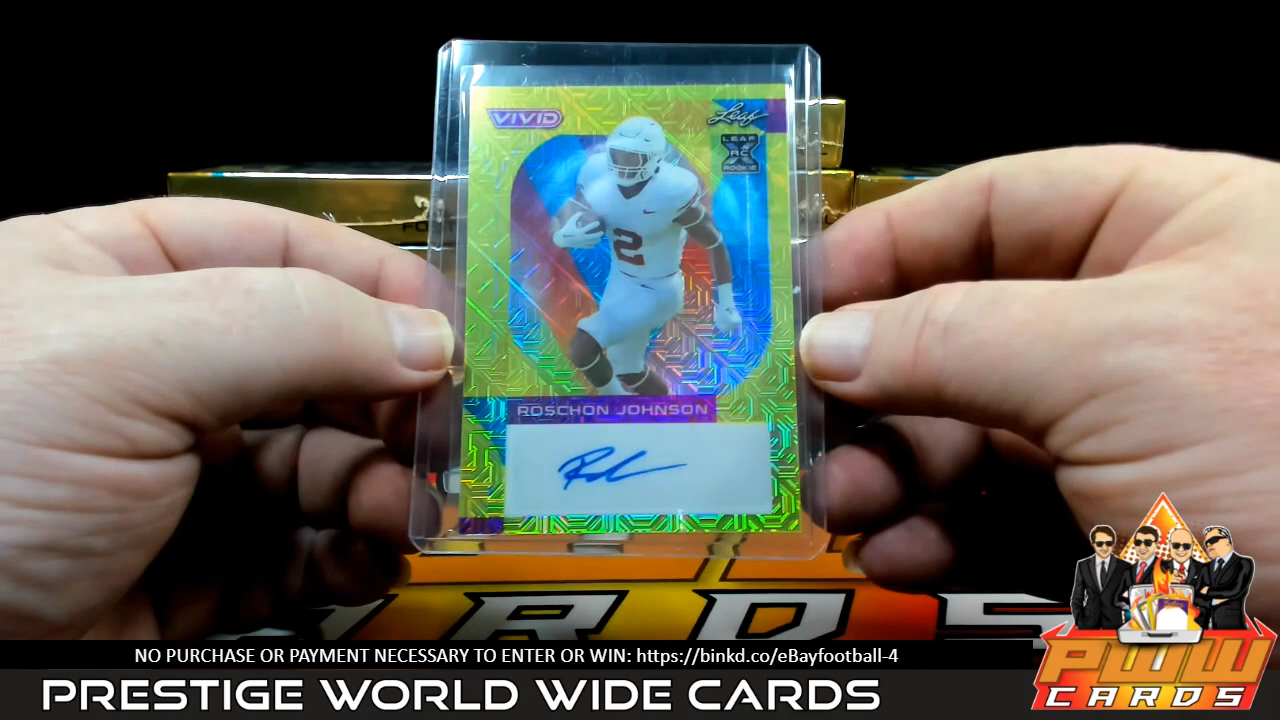 VIVID
Leaf
LEAF
RC
ROOKIE
2
ROSCHON JOHNSON
RDS
NO PURCHASE OR PAYMENT NECESSARY TO ENTER OR WIN: https://binkd.co/eBayfootball-4
PRESTIGE WORLD WIDE CARDS
PWW
CARDS